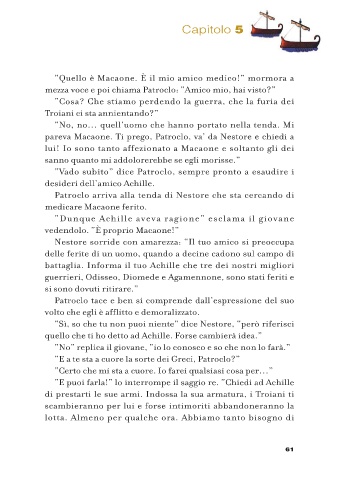 Capitolo 5
"Quello è Macaone. È il mio amico medico!" mormora a
mezza voce e poi chiama Patroclo: "Amico mio, hai visto?"
"Cosa? Che stiamo perdendo la guerra, che la furia dei
Troiani ci sta annientando?"
"No, no… quell'uomo che hanno portato nella tenda. Mi
pareva Macaone. Ti prego, Patroclo, va' da Nestore e chiedi a
lui! Io sono tanto affezionato a Macaone e soltanto gli dei
sanno quanto mi addolorerebbe se egli morisse."
"Vado subito" dice Patroclo, sempre pronto a esaudire i
desideri dell'amico Achille.
Patroclo arriva alla tenda di Nestore che sta cercando di
medicare Macaone ferito.
"Dunque Achille aveva ragione" esclama il giovane
vedendolo. "È proprio Macaone!"
Nestore sorride con amarezza: "Il tuo amico si preoccupa
delle ferite di un uomo, quando a decine cadono sul campo di
battaglia. Informa il tuo Achille che tre dei nostri migliori
guerrieri, Odisseo, Diomede e Agamennone, sono stati feriti e
si sono dovuti ritirare."
Patroclo tace e ben si comprende dall'espressione del suo
volto che egli è afflitto e demoralizzato.
"Sì, so che tu non puoi niente" dice Nestore, "però riferisci
quello che ti ho detto ad Achille. Forse cambierà idea."
"No" replica il giovane, "io lo conosco e so che non lo farà."
"E a te sta a cuore la sorte dei Greci, Patroclo?"
"Certo che mi sta a cuore. Io farei qualsiasi cosa per…"
"E puoi farla!" lo interrompe il saggio re. "Chiedi ad Achille
di prestarti le sue armi. Indossa la sua armatura, i Troiani ti
scambieranno per lui e forse intimoriti abbandoneranno la
lotta. Almeno per qualche ora. Abbiamo tanto bisogno di
61